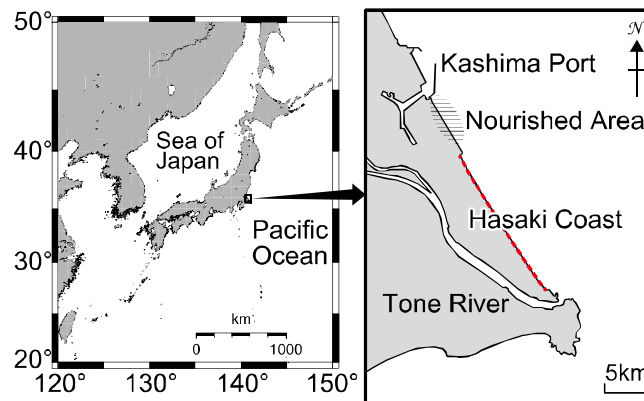 50°
40°
30°
20°
120°
130°
140°
150°
Sea of
Japan
Pacific
Ocean
km
0
1000
N
Kashima Port
Nourished Area
Hasaki Coast
Tone River
5km